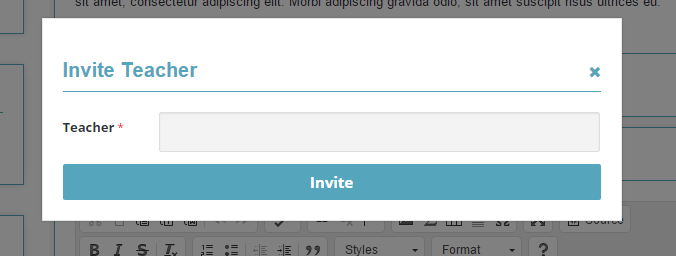 sit amet, consectetur adipiscing elit. Morbi adipiscing gravida odio, sit amet suscipit risus ultrices eu.
Invite Teacher
Teacher *
Invite
Source
B I S Tx
Styles Format ?